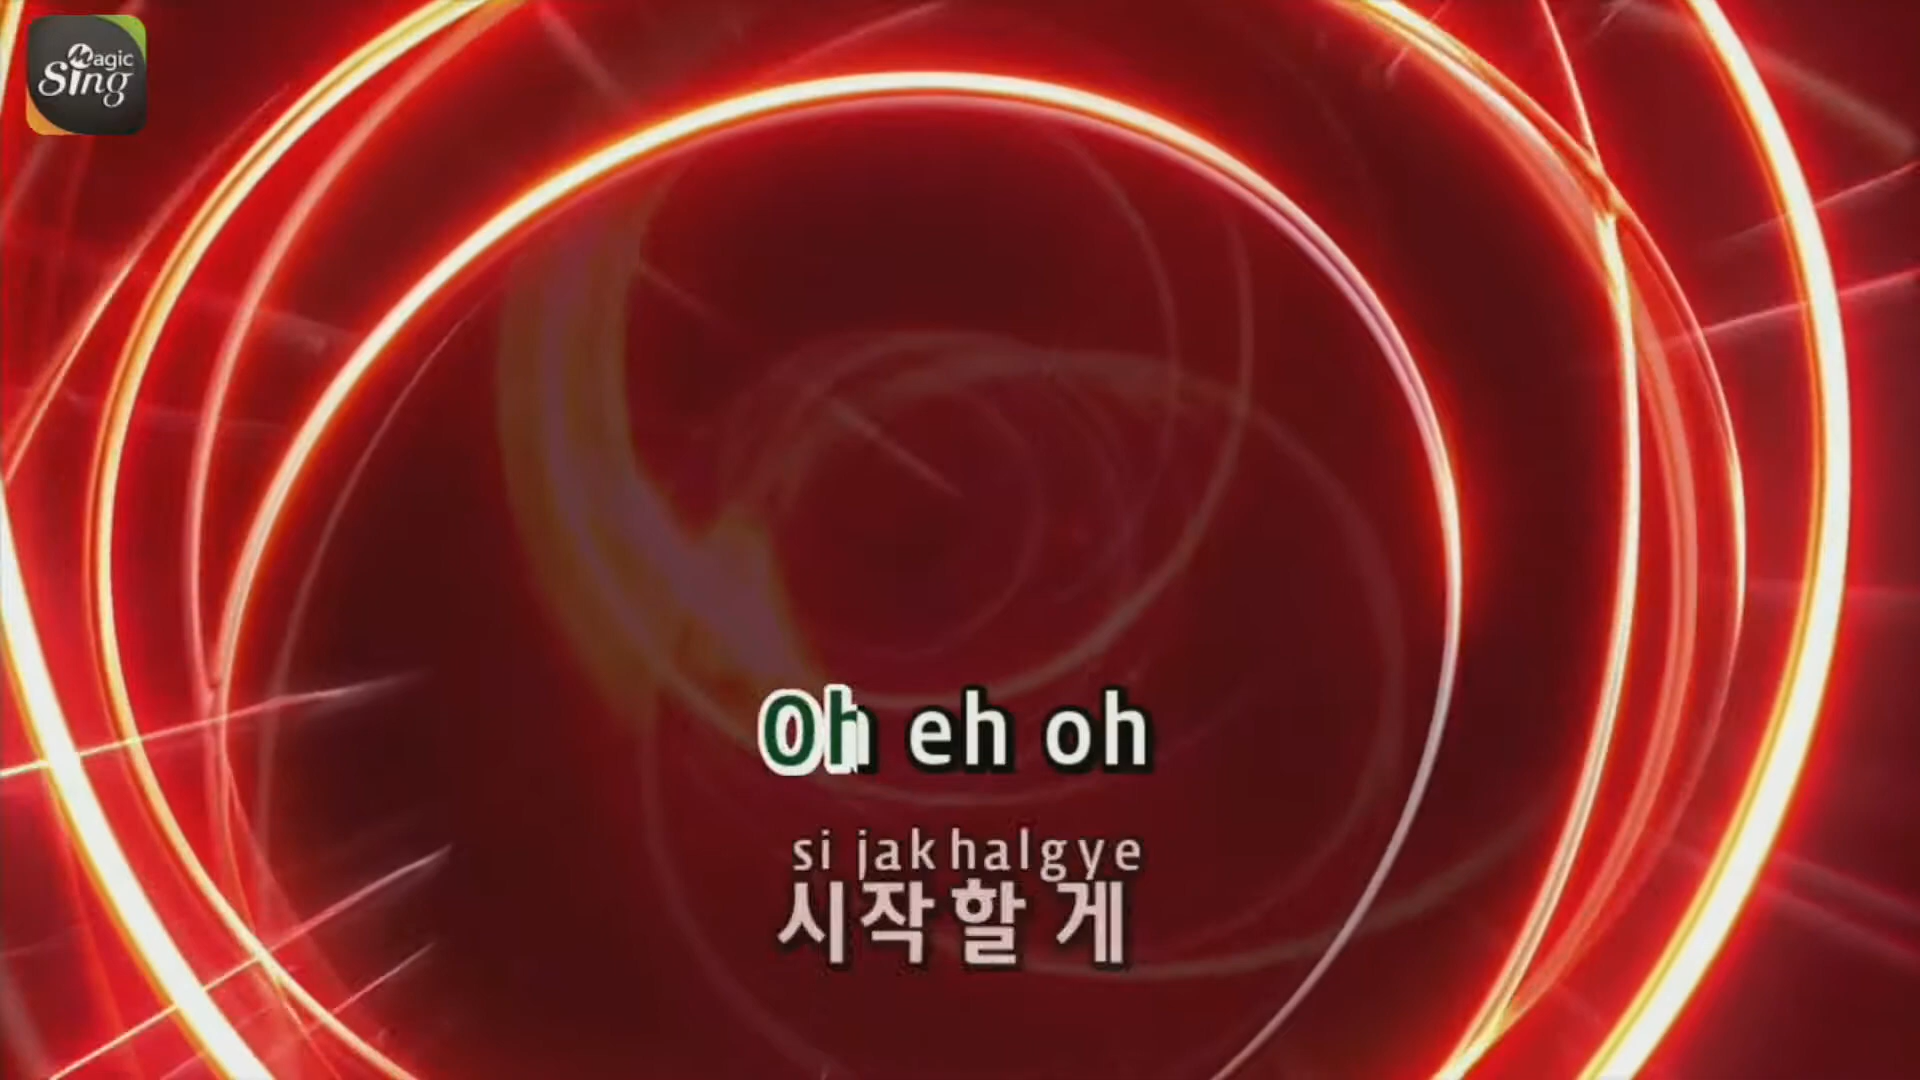 Magic
Sing
Oh eh oh
si jak halgye
시작할 게